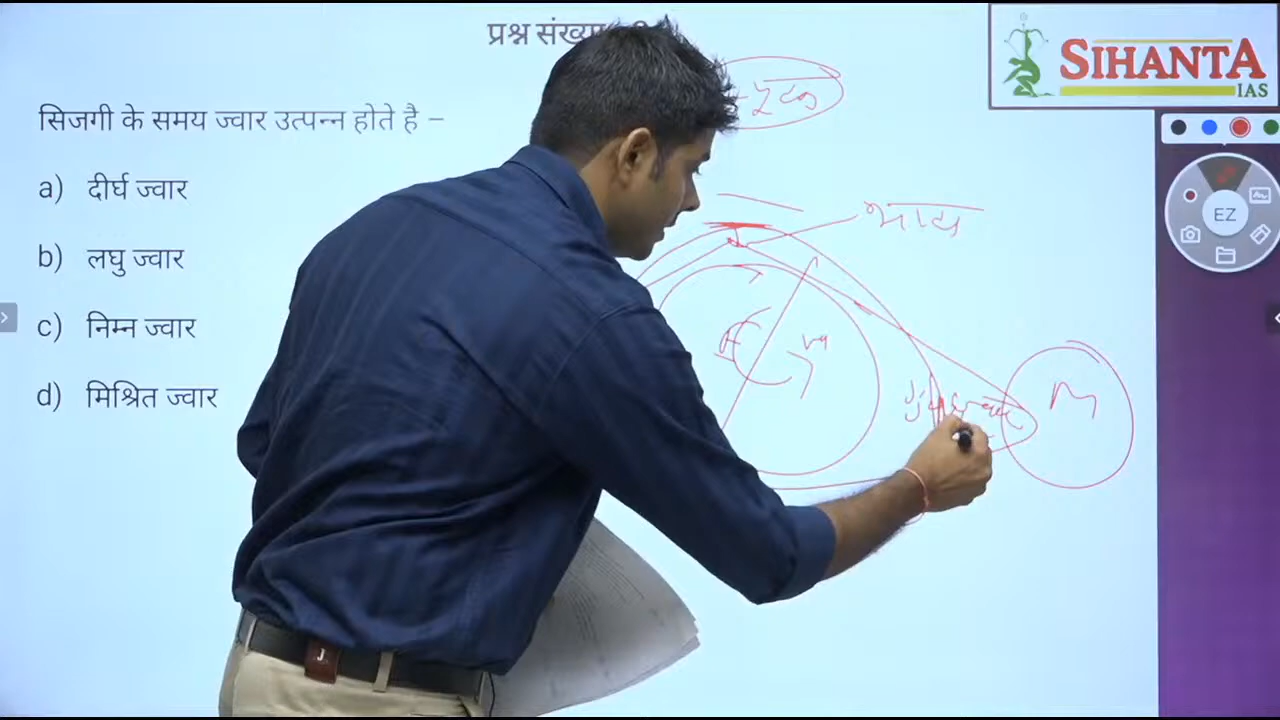 प्रश्न संख्या
SIHANTA
IAS
सिजगी के समय ज्वार उत्पन्न होते है –
a) दीर्घ ज्वार
b) लघु ज्वार
c) निम्न ज्वार
d) मिश्रित ज्वार
EZ
M